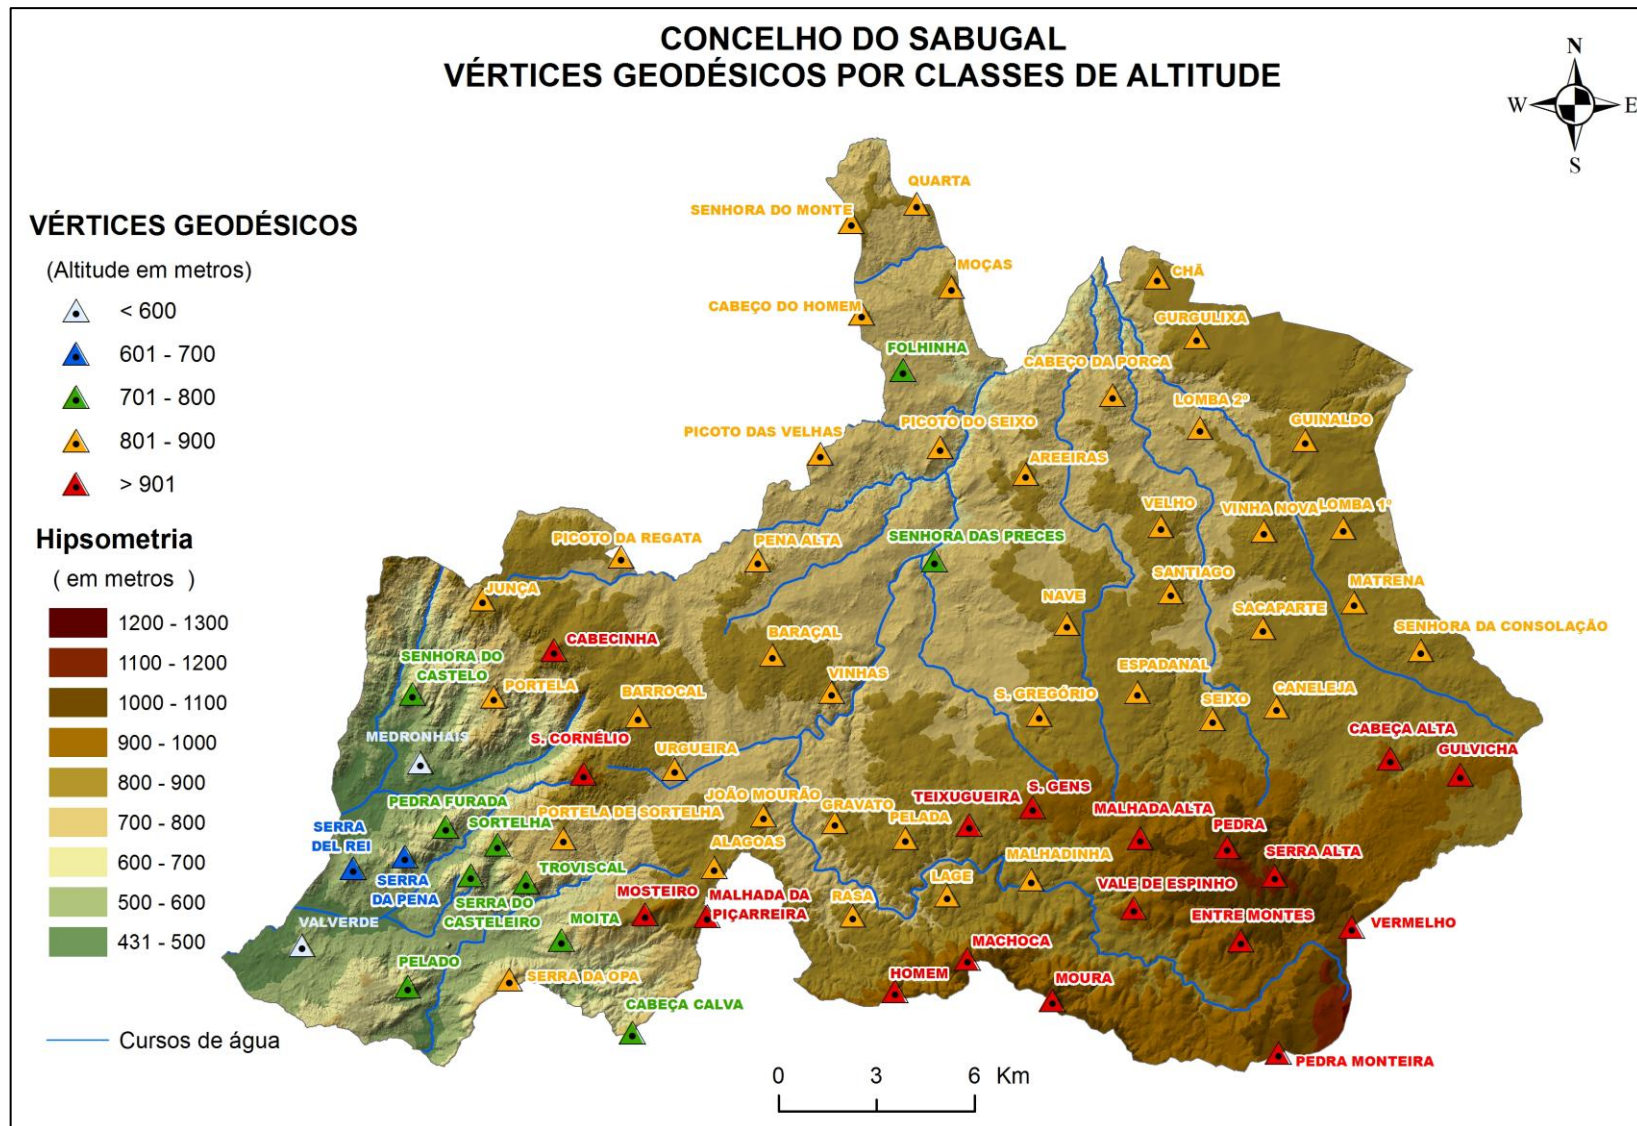 CONCELHO DO SABUGAL
VÉRTICES GEODÉSICOS POR CLASSES DE ALTITUDE
N
W
E
S
VÉRTICES GEODÉSICOS
(Altitude em metros)
< 600
601 - 700
701 - 800
801 - 900
> 901
Hipsometria
( em metros )
1200 - 1300
1100 - 1200
1000 - 1100
900 - 1000
800 - 900
700 - 800
600 - 700
500 - 600
431 - 500
Cursos de água
QUARTA
SENHORA DO MONTE
MOÇAS
CHÃ
CABEÇO DO HOMEM
GURGULIXA
FOLHINHA
CABEÇO DA PORCA
LOMBA 2º
PICOTO DAS VELHAS
PICOTO DO SEIXO
GUINALDO
AREEIRAS
VELHO
VINHA NOVA
LOMBA 1º
PICOTO DA REGATA
PENA ALTA
SENHORA DAS PRECES
SANTIAGO
MATRENA
JUNÇA
NAVE
SACAPARTE
SENHORA DA CONSOLAÇÃO
CABECINHA
BARAÇAL
SENHORA DO
CASTELO
PORTELA
BARROCAL
VINHAS
S. GREGÓRIO
ESPADANAL
SEIXO
CANELEJA
MEDRONHAIS
S. CORNÉLIO
URGUEIRA
CABEÇA ALTA
GULVICHA
PEDRA FURADA
SORTELHA
PORTELA DE SORTELHA
JOÃO MOURÃO
GRAVATO
PELADA
TEIXUGUEIRA
S. GENS
MALHADA ALTA
PEDRA
SERRA
DEL REI
SERRA
DA PENA
TROVISCAL
ALAGOAS
MALHADINHA
SERRA ALTA
SERRA DO
CASTELEIRO
MOSTEIRO
MALHADA DA
PIÇARREIRA
RASA
LAGE
VALE DE ESPINHO
ENTRE MONTES
VERMELHO
VALVERDE
MOITA
PELADO
SERRA DA OPA
MACHOCA
HOMEM
MOURA
CABEÇA CALVA
PEDRA MONTEIRA
0 3 6 Km